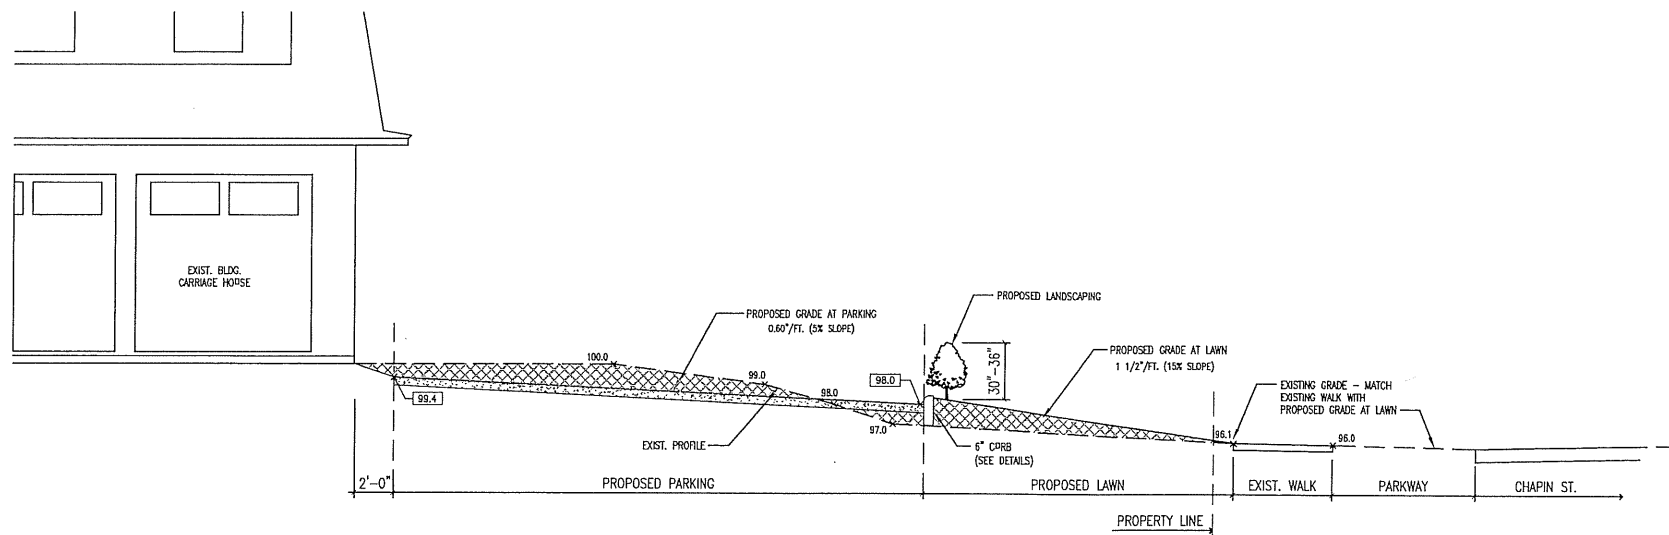 EXIST. BLDG.
CARRIAGE HOUSE
PROPOSED LANDSCAPING
PROPOSED GRADE AT PARKING
0.60"/FT. (5% SLOPE)
30"-36"
PROPOSED GRADE AT LAWN
1 1/2"/FT. (15% SLOPE)
100.0
99.0
98.0
98.0
EXISTING GRADE - MATCH
EXISTING WALK WITH
PROPOSED GRADE AT LAWN
99.4
97.0
96.1
96.0
EXIST. PROFILE
6" CURB
(SEE DETAILS)
2'-0"
PROPOSED PARKING
PROPOSED LAWN
EXIST. WALK
PARKWAY
CHAPIN ST.
PROPERTY LINE